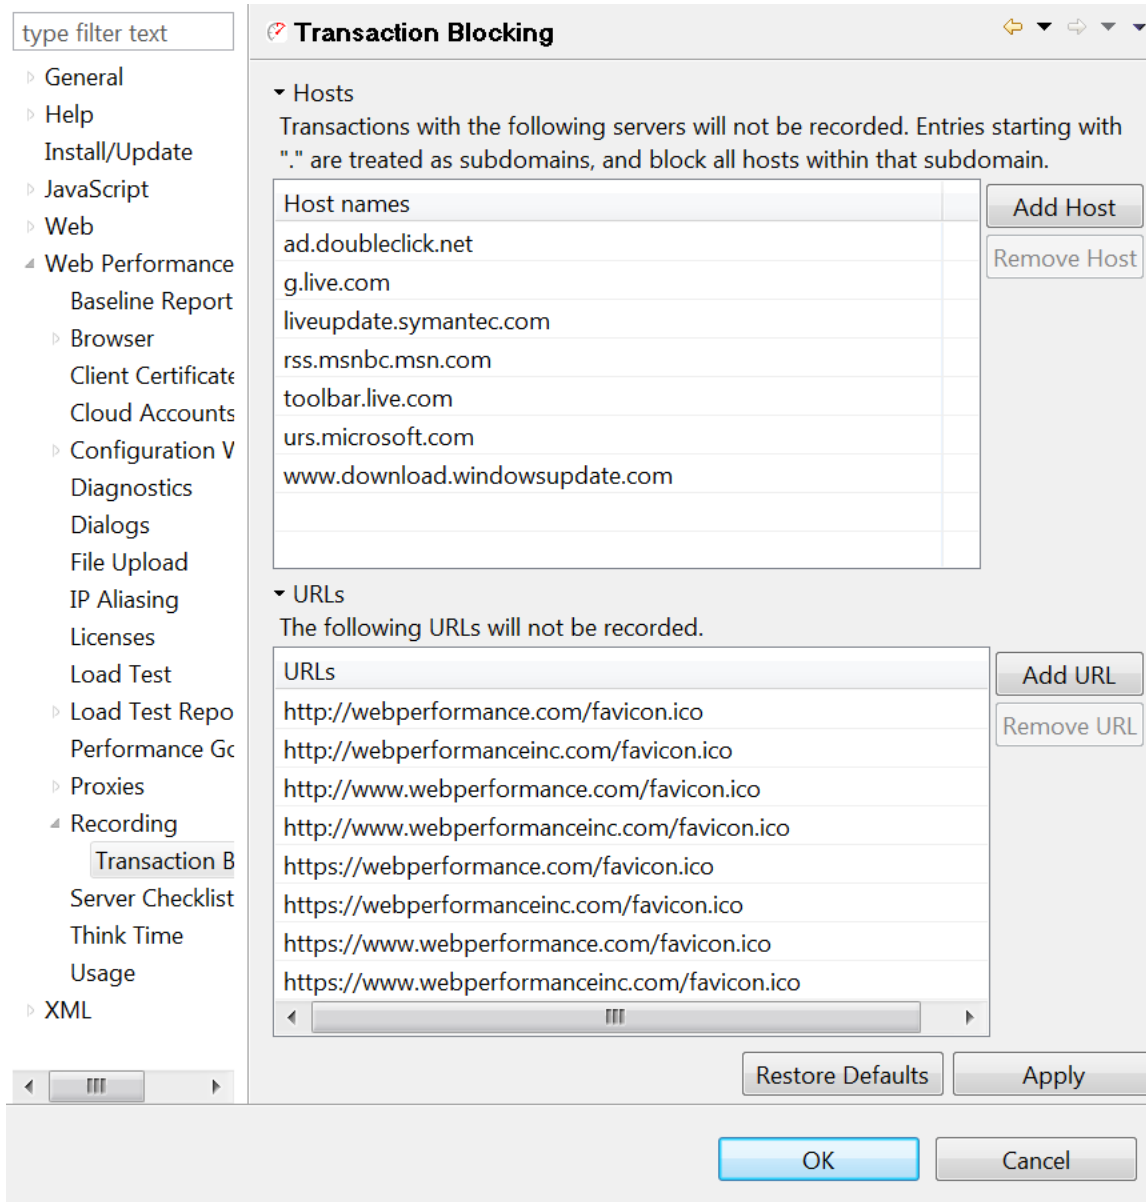 type filter text
General
Help
Install/Update
JavaScript
Web
Web Performance
Baseline Report
Browser
Client Certificate
Cloud Accounts
Configuration V
Diagnostics
Dialogs
File Upload
IP Aliasing
Licenses
Load Test
Load Test Repo
Performance Go
Proxies
Recording
Transaction B
Server Checklist
Think Time
Usage
XML
Transaction Blocking
Hosts
Transactions with the following servers will not be recorded. Entries starting with
"." are treated as subdomains, and block all hosts within that subdomain.
Host names
ad.doubleclick.net
g.live.com
liveupdate.symantec.com
rss.msnbc.msn.com
toolbar.live.com
urs.microsoft.com
www.download.windowsupdate.com
Add Host
Remove Host
URLs
The following URLs will not be recorded.
URLs
http://webperformance.com/favicon.ico
http://webperformanceinc.com/favicon.ico
http://www.webperformance.com/favicon.ico
http://www.webperformanceinc.com/favicon.ico
https://webperformance.com/favicon.ico
https://webperformanceinc.com/favicon.ico
https://www.webperformance.com/favicon.ico
https://www.webperformanceinc.com/favicon.ico
Add URL
Remove URL
Restore Defaults
Apply
OK
Cancel